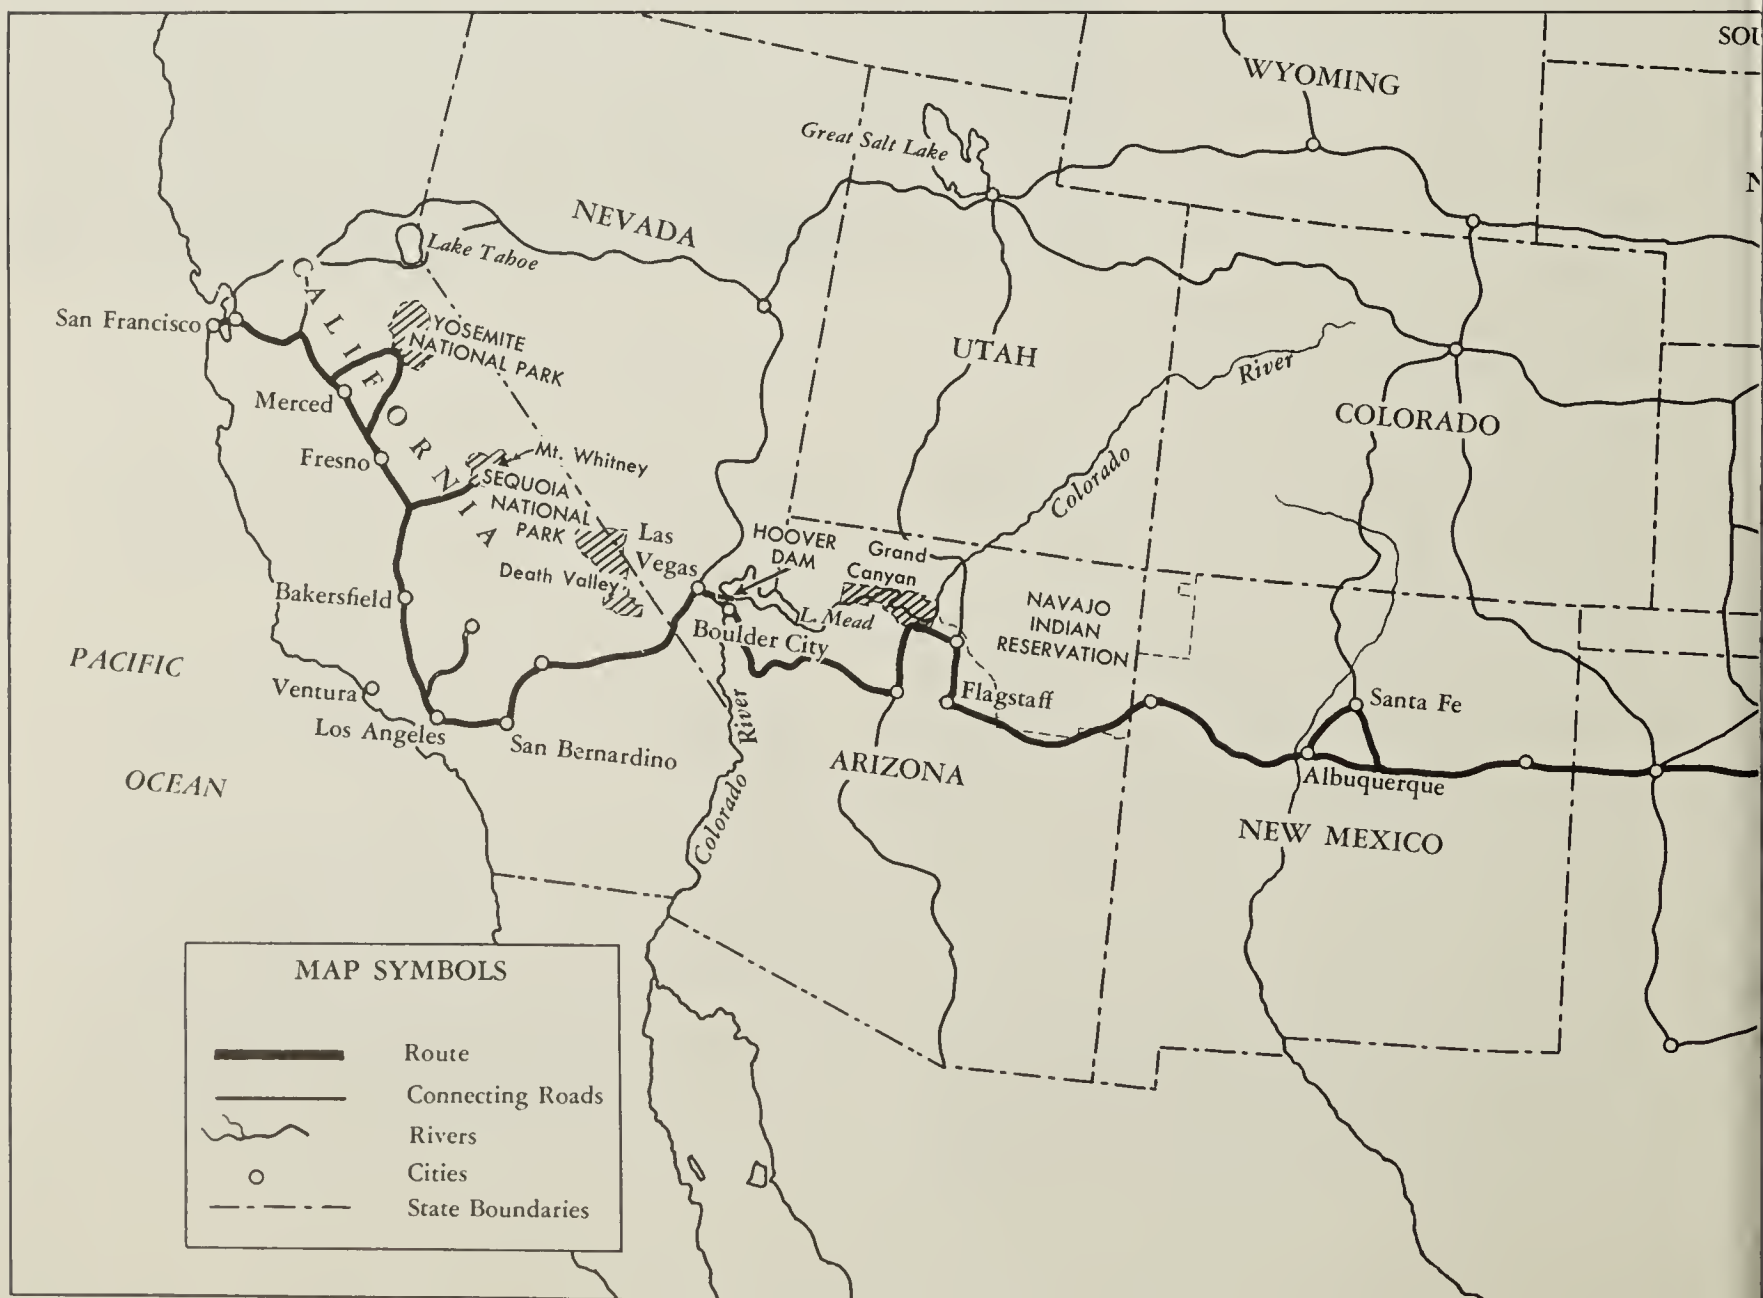 SOU
WYOMING
Great Salt Lake
N
NEVADA
Lake Tahoe
CALIFORNIA
San Francisco
YOSEMITE
NATIONAL PARK
UTAH
River
Merced
COLORADO
Fresno
Mt. Whitney
SEQUOIA
NATIONAL
PARK
Colorado
Las
Vegas
HOOVER
DAM
Grand
Canyon
Death Valley
Bakersfield
L. Mead
NAVAJO
INDIAN
RESERVATION
Boulder City
PACIFIC
OCEAN
Ventura
Flagstaff
Santa Fe
Los Angeles
San Bernardino
River
Colorado
ARIZONA
Albuquerque
NEW MEXICO
MAP SYMBOLS
Route
Connecting Roads
Rivers
Cities
State Boundaries